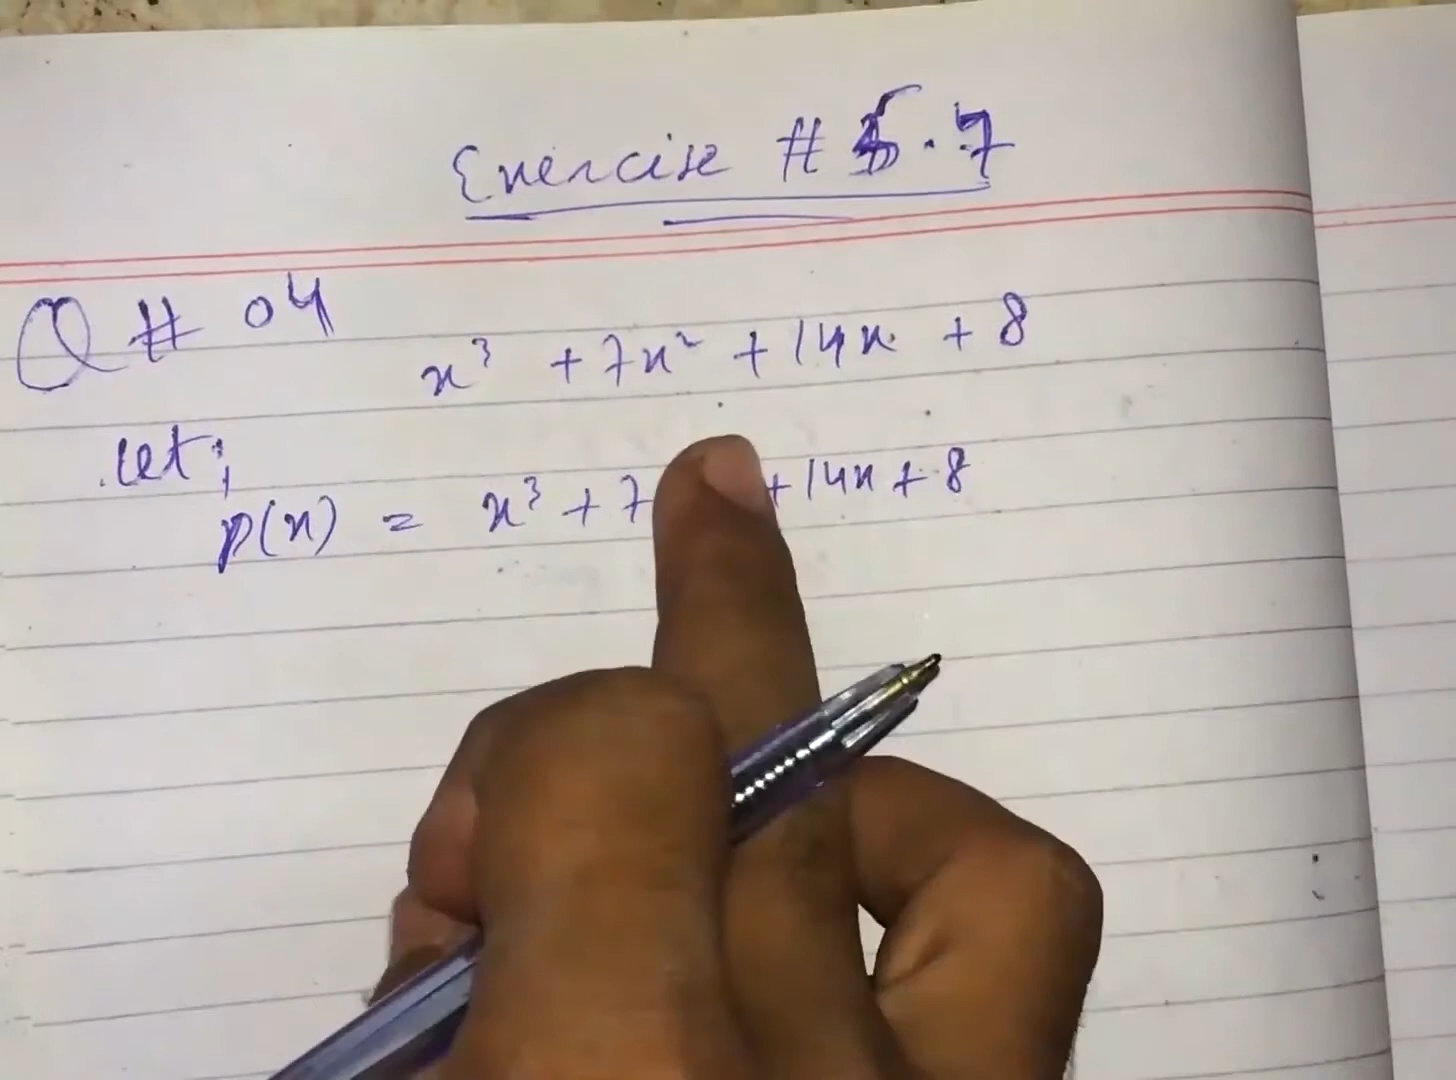 Exercise # 5.7
Q # 04
x³ + 7x² + 14x + 8
let;
p(x) = x³ + 7 + 14x + 8